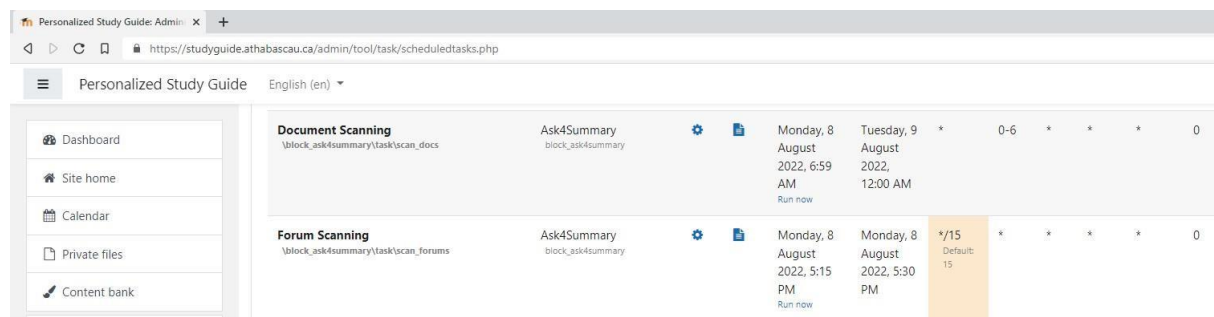 Personalized Study Guide: Admin
https://studyguide.athabascau.ca/admin/tool/task/scheduledtasks.php
Personalized Study Guide English (en)
Dashboard
Site home
Calendar
Private files
Content bank
Document Scanning
\block_ask4summary\task\scan_docs
Ask4Summary
block_ask4summary
Monday, 8
August
2022, 6:59
AM
Run now
Tuesday, 9
August
2022,
12:00 AM
* 0-6 * * * 0
Forum Scanning
\block_ask4summary\task\scan_forums
Ask4Summary
block_ask4summary
Monday, 8
August
2022, 5:15
PM
Run now
Monday, 8
August
2022, 5:30
PM
*/15
Default:
15
* * * * 0